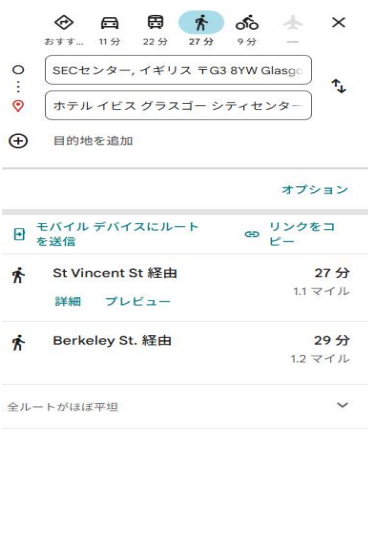 おすす... 11 分 22 分 27 分 9 分 —
SECセンター, イギリス 〒G3 8YW Glasgo
ホテル イビス グラスゴー シティセンター
目的地を追加
オプション
モバイル デバイスにルート
を送信
リンクをコ
ピー
St Vincent St 経由 27 分
1.1 マイル
詳細 プレビュー
Berkeley St. 経由 29 分
1.2 マイル
全ルートがほぼ平坦